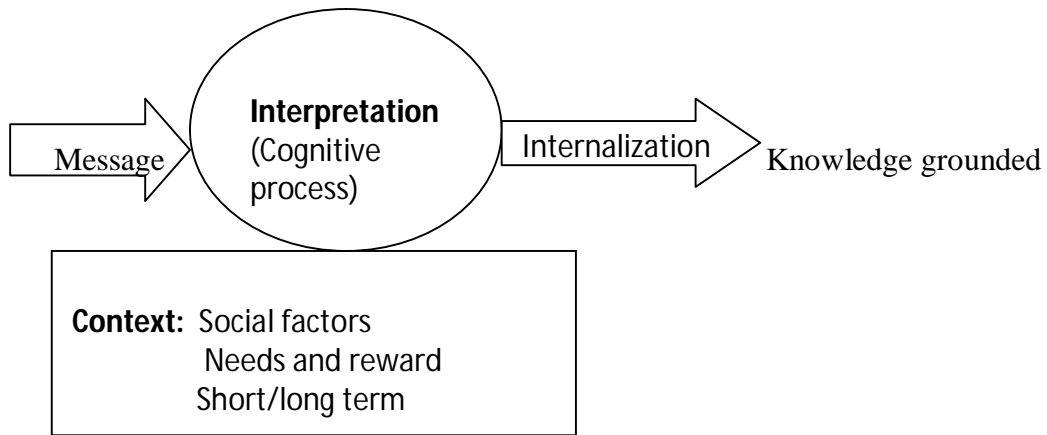 Message
Interpretation
(Cognitive
process)
Internalization
Knowledge grounded
Context: Social factors
Needs and reward
Short/long term